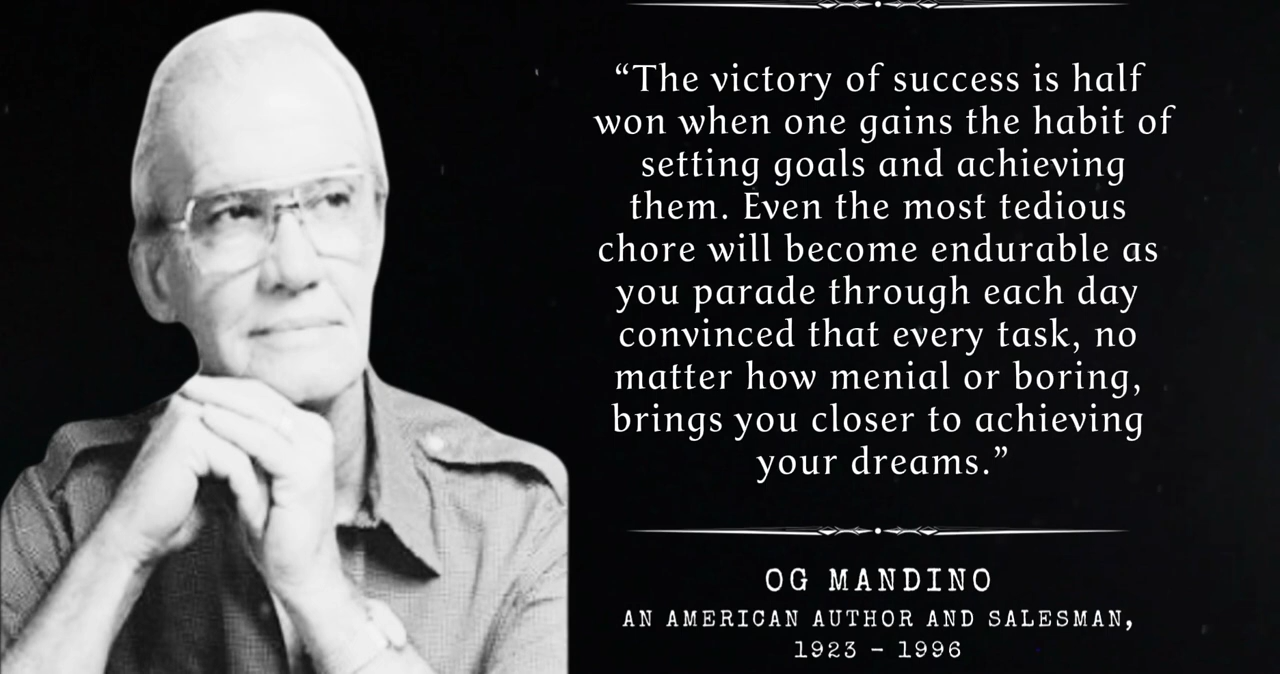 “The victory of success is half
won when one gains the habit of
setting goals and achieving
them. Even the most tedious
chore will become endurable as
you parade through each day
convinced that every task, no
matter how menial or boring,
brings you closer to achieving
your dreams.”
OG MANDINO
AN AMERICAN AUTHOR AND SALESMAN,
1923 – 1996